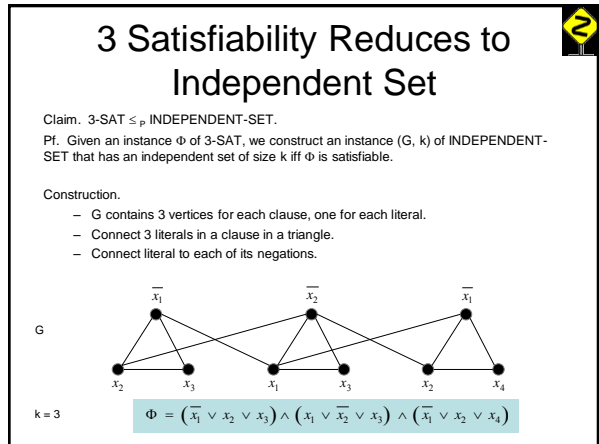 3 Satisfiability Reduces to
Independent Set
Claim. 3-SAT ≤ P INDEPENDENT-SET.
Pf. Given an instance Φ of 3-SAT, we construct an instance (G, k) of INDEPENDENT-
SET that has an independent set of size k iff Φ is satisfiable.
Construction.
– G contains 3 vertices for each clause, one for each literal.
– Connect 3 literals in a clause in a triangle.
– Connect literal to each of its negations.
x̅₁ x̅₂ x̅₁
G
x₂ x₃ x₁ x₃ x₂ x₄
k = 3 Φ = (x̅₁ ∨ x₂ ∨ x₃) ∧ (x₁ ∨ x̅₂ ∨ x₃) ∧ (x̅₁ ∨ x₂ ∨ x₄)